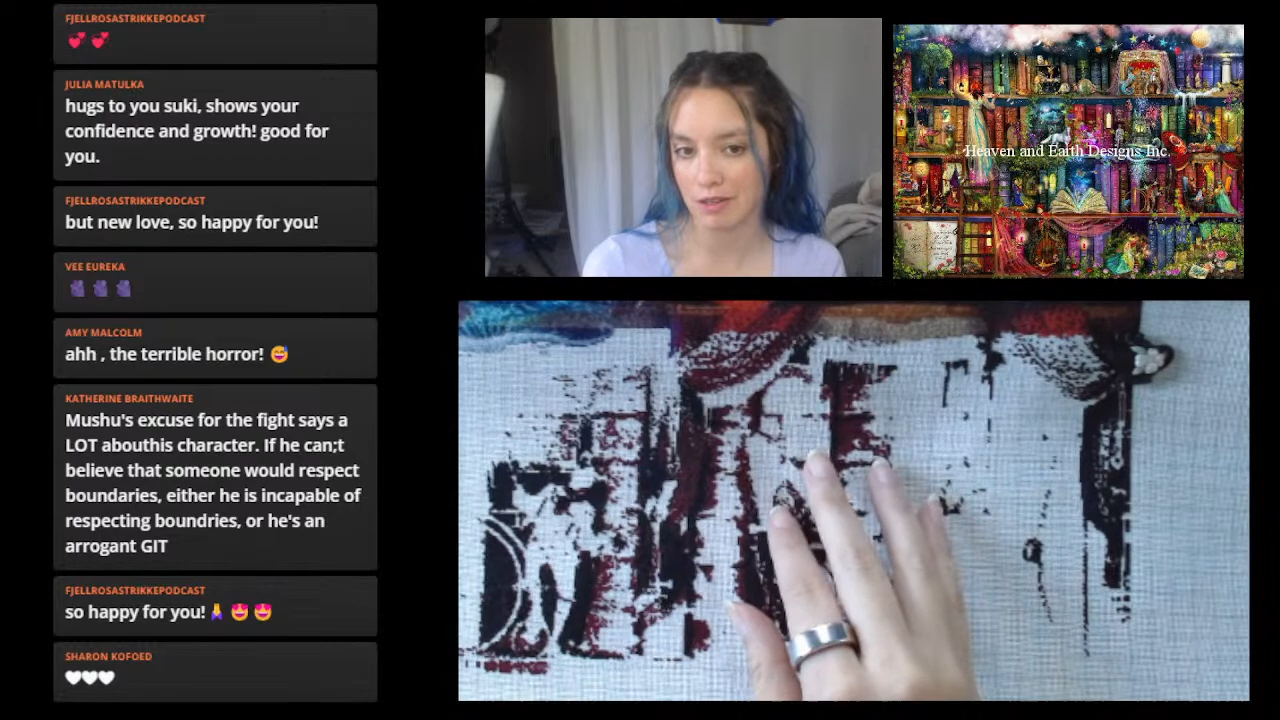 FJELLROSASTRIKKEPODCAST
💕 💕
JULIA MATULKA
hugs to you suki, shows your
confidence and growth! good for
you.
FJELLROSASTRIKKEPODCAST
but new love, so happy for you!
VEE EUREKA
AMY MALCOLM
ahh , the terrible horror! 😅
KATHERINE BRAITHWAITE
Mushu's excuse for the fight says a
LOT abouthis character. If he can;t
believe that someone would respect
boundaries, either he is incapable of
respecting boundries, or he's an
arrogant GIT
FJELLROSASTRIKKEPODCAST
so happy for you! 😍 😍
SHARON KOFOED
🤍🤍🤍
Heaven and Earth Designs Inc.